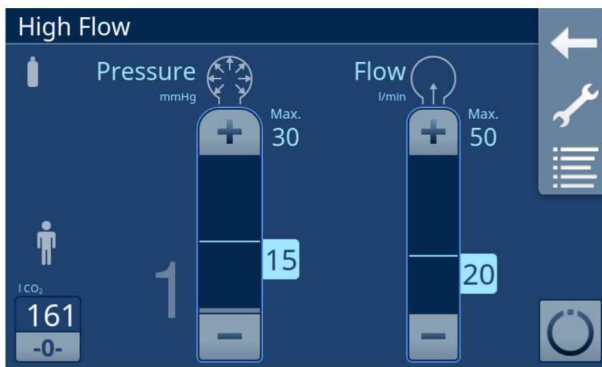 High Flow
Pressure
mmHg
Max.
30
+
15
1
-
Flow
l/min
Max.
50
+
20
-
I CO₂
161
-0-